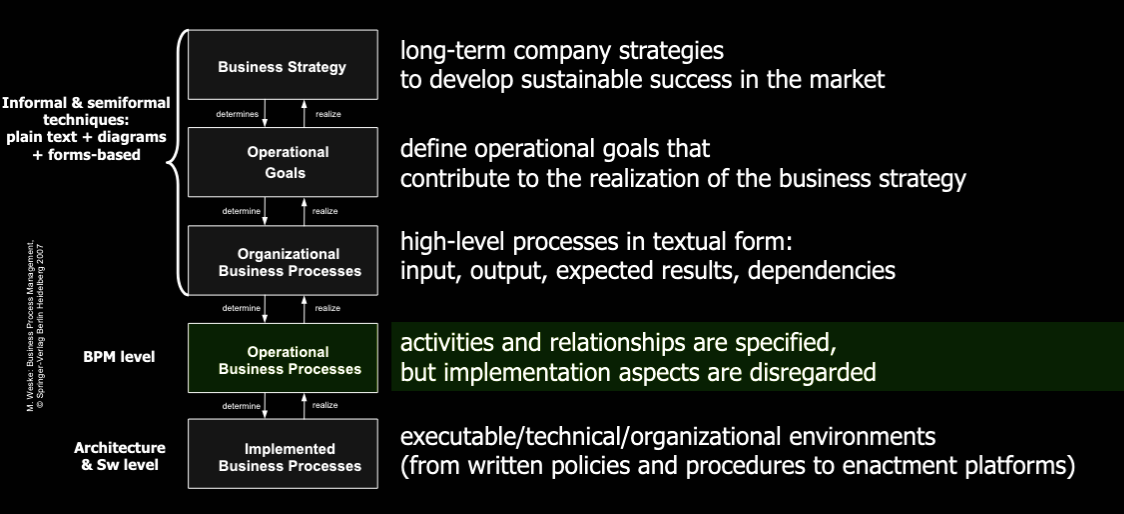 Business Strategy
long-term company strategies
to develop sustainable success in the market
Informal & semiformal
techniques:
plain text + diagrams
+ forms-based
determines
realize
Operational
Goals
define operational goals that
contribute to the realization of the business strategy
determine
realize
Organizational
Business Processes
high-level processes in textual form:
input, output, expected results, dependencies
M. Weske: Business Process Management,
© Springer-Verlag Berlin Heidelberg 2007
determine
realize
BPM level
Operational
Business Processes
activities and relationships are specified,
but implementation aspects are disregarded
determine
realize
Architecture
& Sw level
Implemented
Business Processes
executable/technical/organizational environments
(from written policies and procedures to enactment platforms)